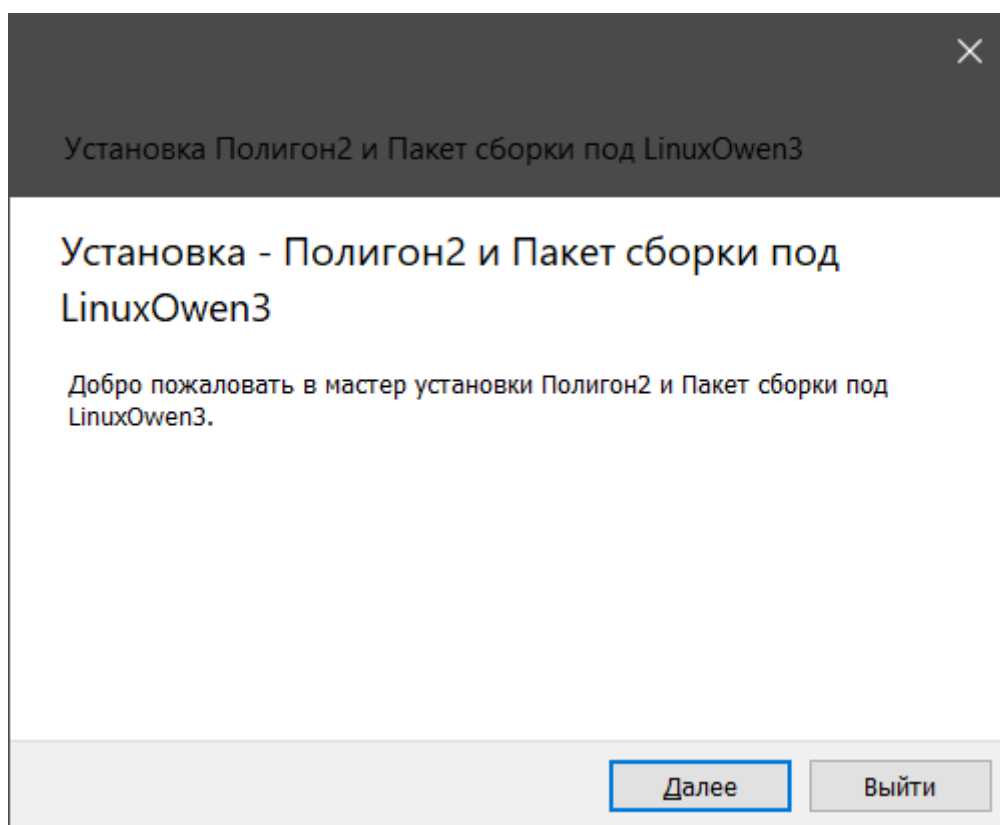 Установка Полигон2 и Пакет сборки под LinuxOwen3
Установка - Полигон2 и Пакет сборки под
LinuxOwen3
Добро пожаловать в мастер установки Полигон2 и Пакет сборки под
LinuxOwen3.
Далее
Выйти